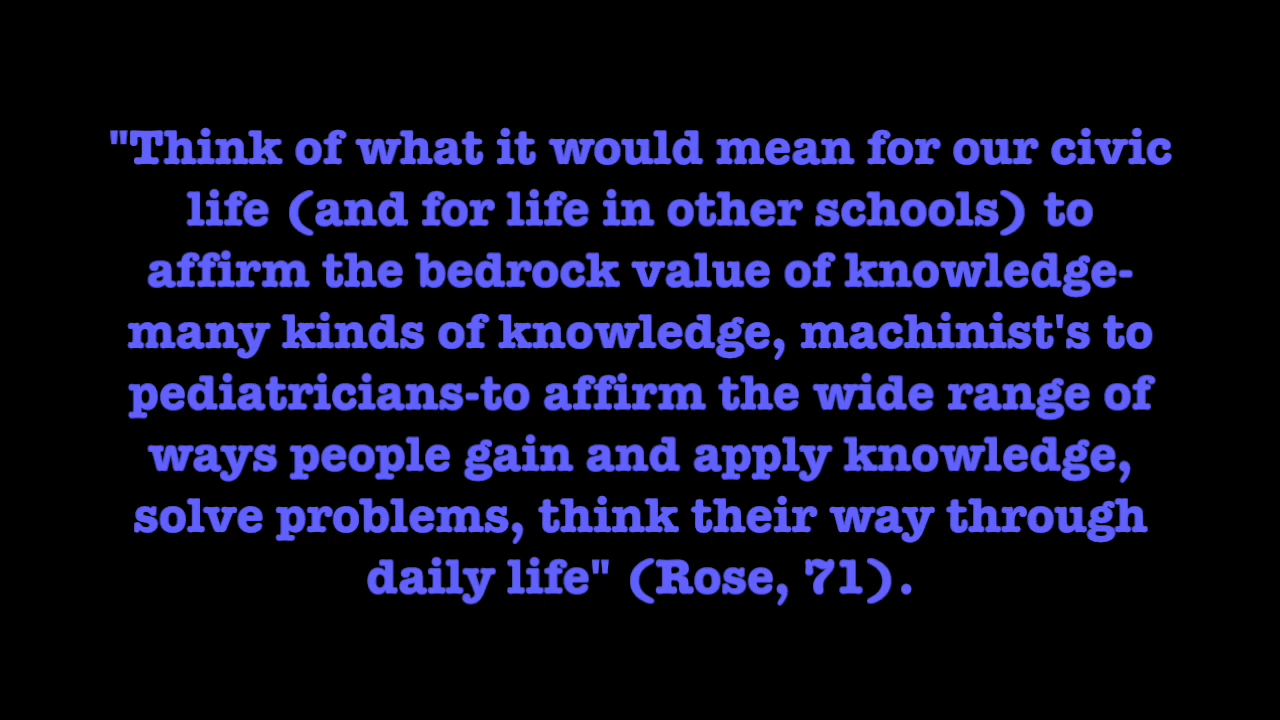 "Think of what it would mean for our civic
life (and for life in other schools) to
affirm the bedrock value of knowledge-
many kinds of knowledge, machinist's to
pediatricians-to affirm the wide range of
ways people gain and apply knowledge,
solve problems, think their way through
daily life" (Rose, 71).